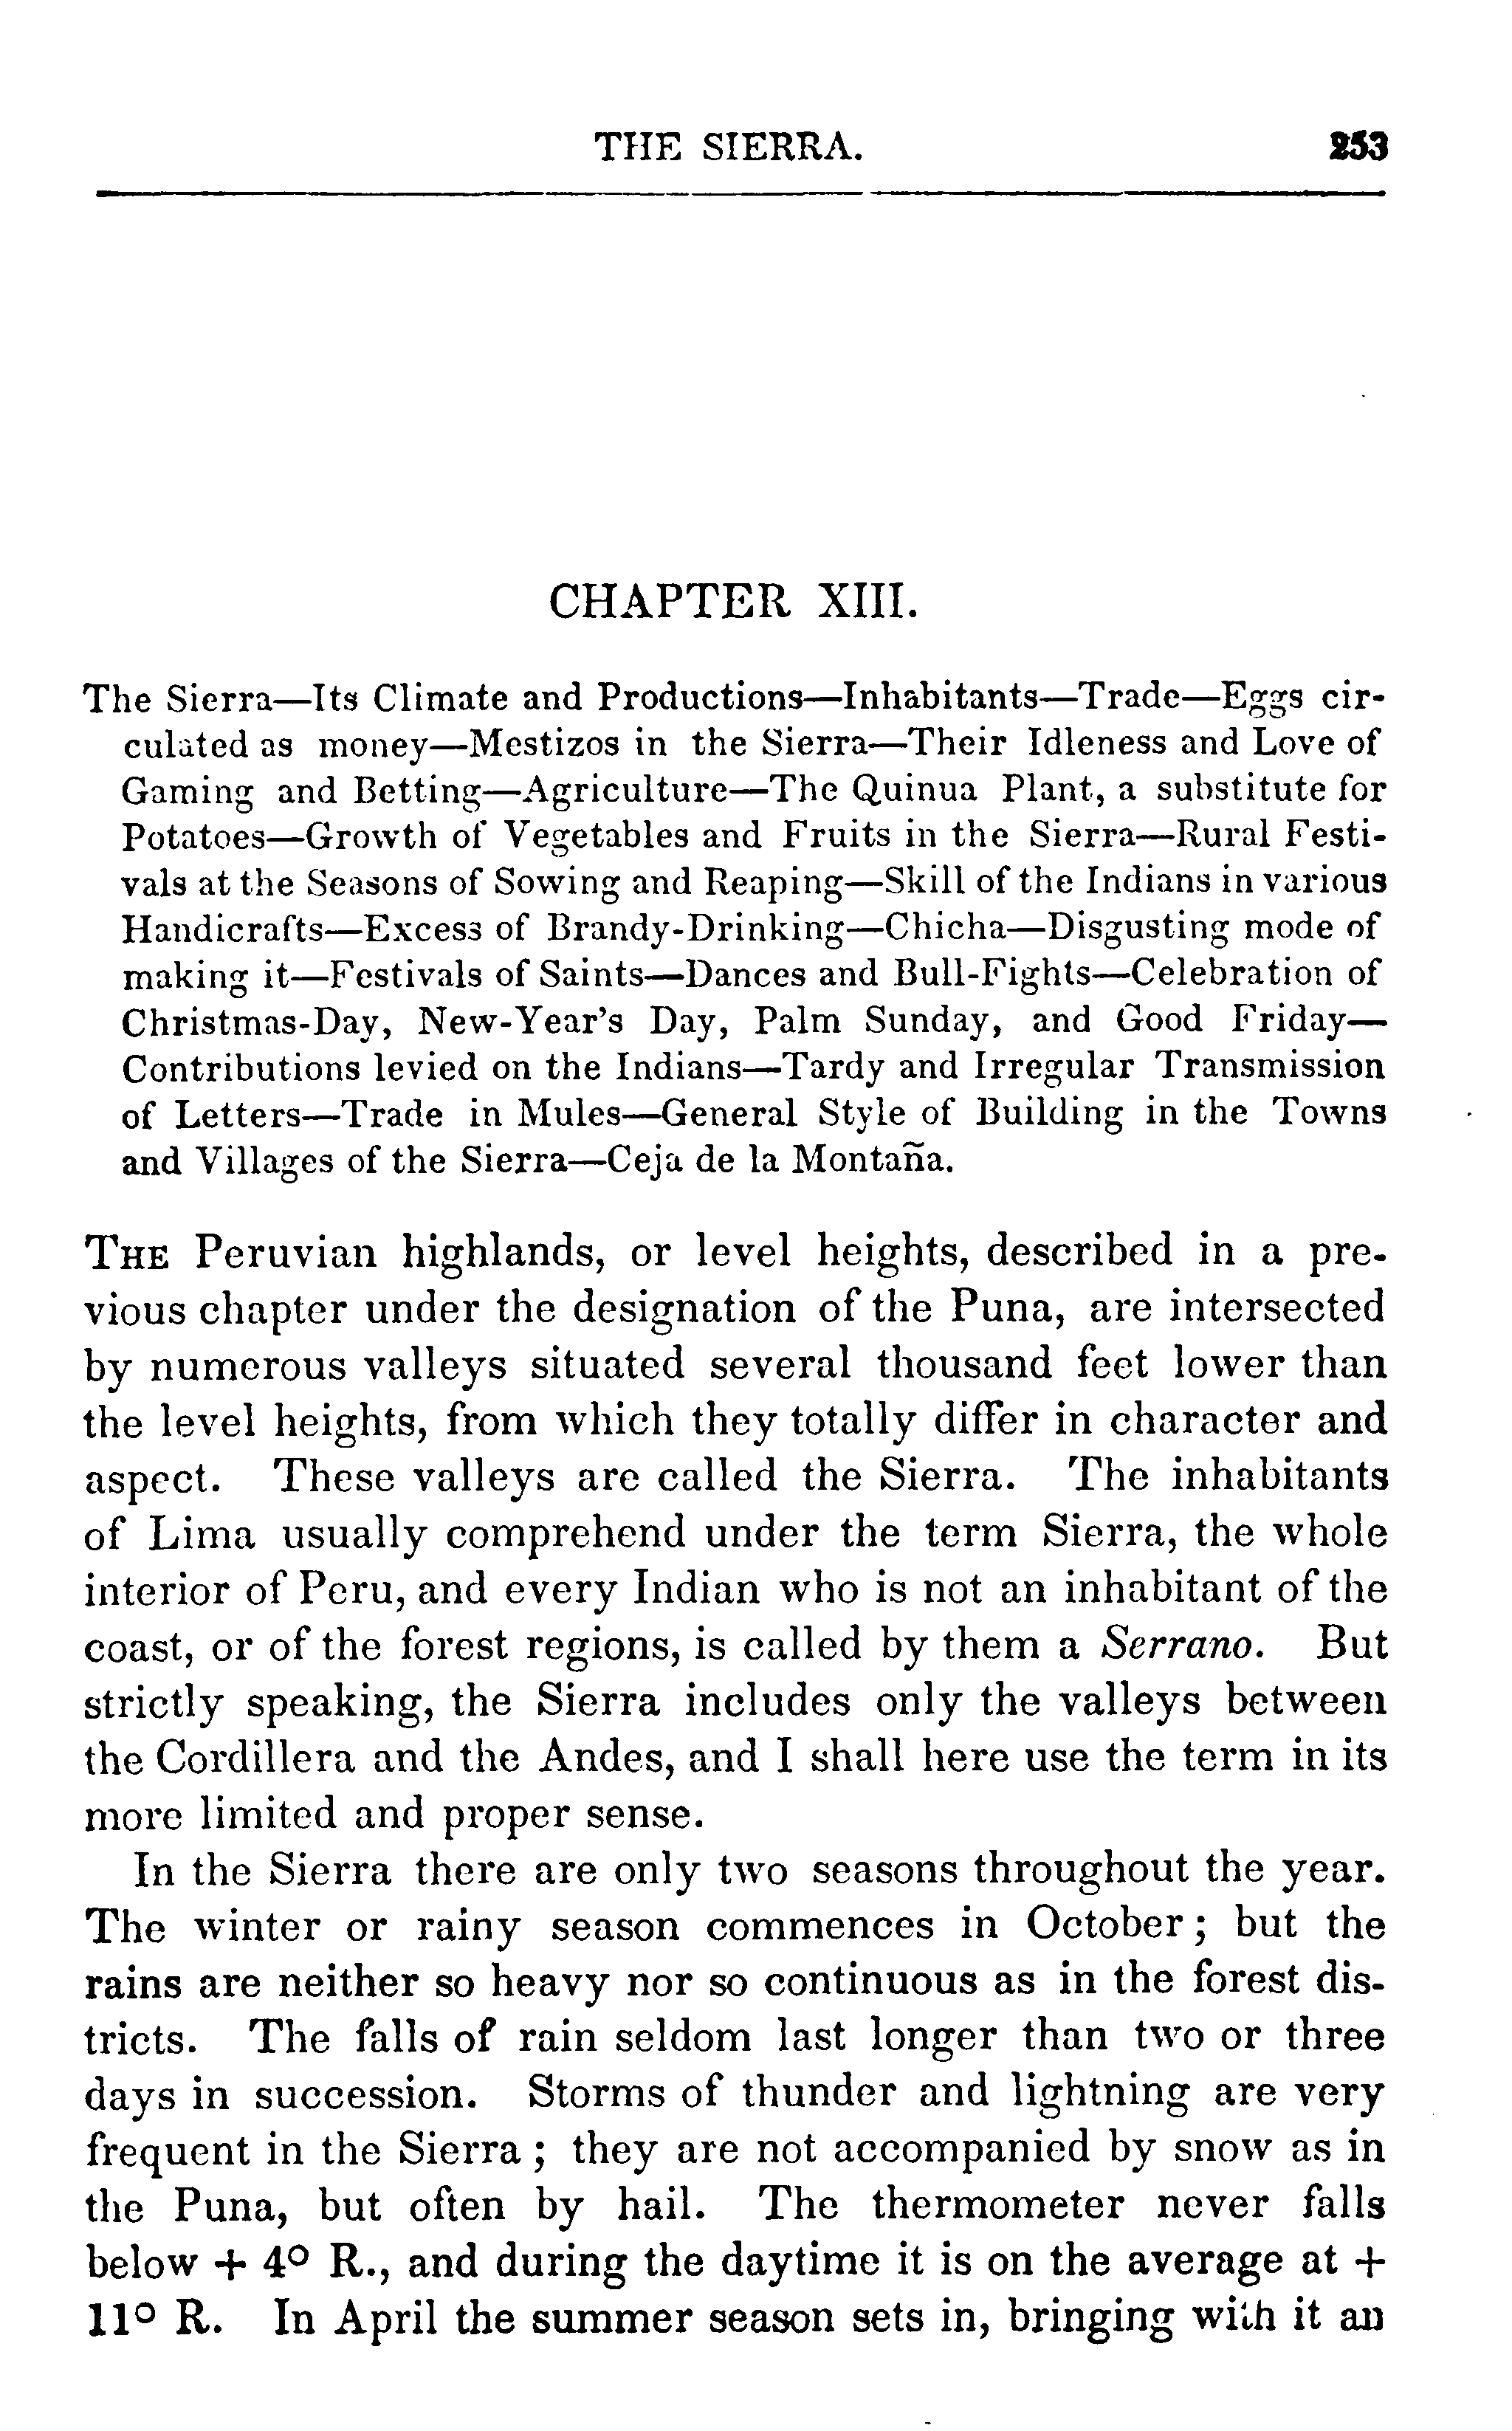 THE SIERRA. 253
CHAPTER XIII.
The Sierra—Its Climate and Productions—Inhabitants—Trade—Eggs cir-
culated as money—Mestizos in the Sierra—Their Idleness and Love of
Gaming and Betting—Agriculture—The Quinua Plant, a substitute for
Potatoes—Growth of Vegetables and Fruits in the Sierra—Rural Festi-
vals at the Seasons of Sowing and Reaping—Skill of the Indians in various
Handicrafts—Excess of Brandy-Drinking—Chicha—Disgusting mode of
making it—Festivals of Saints—Dances and Bull-Fights—Celebration of
Christmas-Day, New-Year's Day, Palm Sunday, and Good Friday—
Contributions levied on the Indians—Tardy and Irregular Transmission
of Letters—Trade in Mules—General Style of Building in the Towns
and Villages of the Sierra—Ceja de la Montaña.
THE Peruvian highlands, or level heights, described in a pre-
vious chapter under the designation of the Puna, are intersected
by numerous valleys situated several thousand feet lower than
the level heights, from which they totally differ in character and
aspect. These valleys are called the Sierra. The inhabitants
of Lima usually comprehend under the term Sierra, the whole
interior of Peru, and every Indian who is not an inhabitant of the
coast, or of the forest regions, is called by them a Serrano. But
strictly speaking, the Sierra includes only the valleys between
the Cordillera and the Andes, and I shall here use the term in its
more limited and proper sense.
In the Sierra there are only two seasons throughout the year.
The winter or rainy season commences in October; but the
rains are neither so heavy nor so continuous as in the forest dis-
tricts. The falls of rain seldom last longer than two or three
days in succession. Storms of thunder and lightning are very
frequent in the Sierra; they are not accompanied by snow as in
the Puna, but often by hail. The thermometer never falls
below + 4° R., and during the daytime it is on the average at +
11° R. In April the summer season sets in, bringing with it an